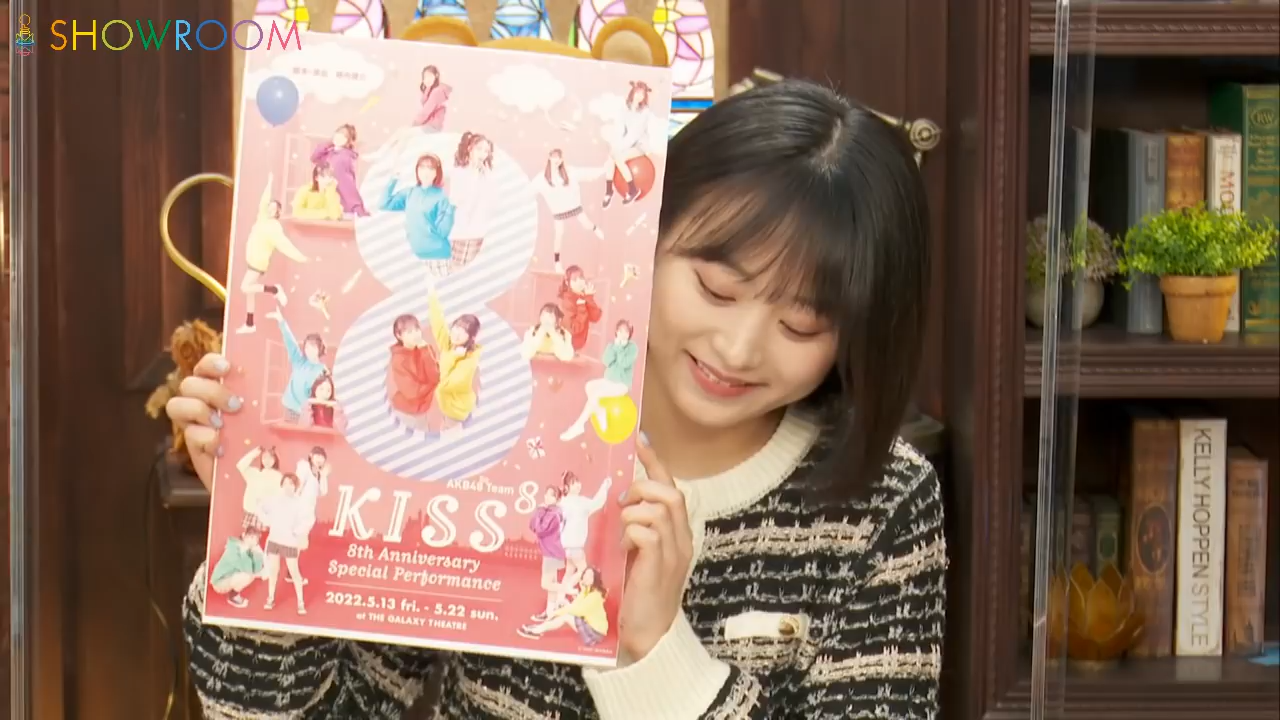 SHOWROOM
AKB48 Team
KISS8
8th Anniversary
Special Performance
2022.5.13 fri. - 5.22 sun.
at THE GALAXY THEATRE
KELLY HOPPEN STYLE